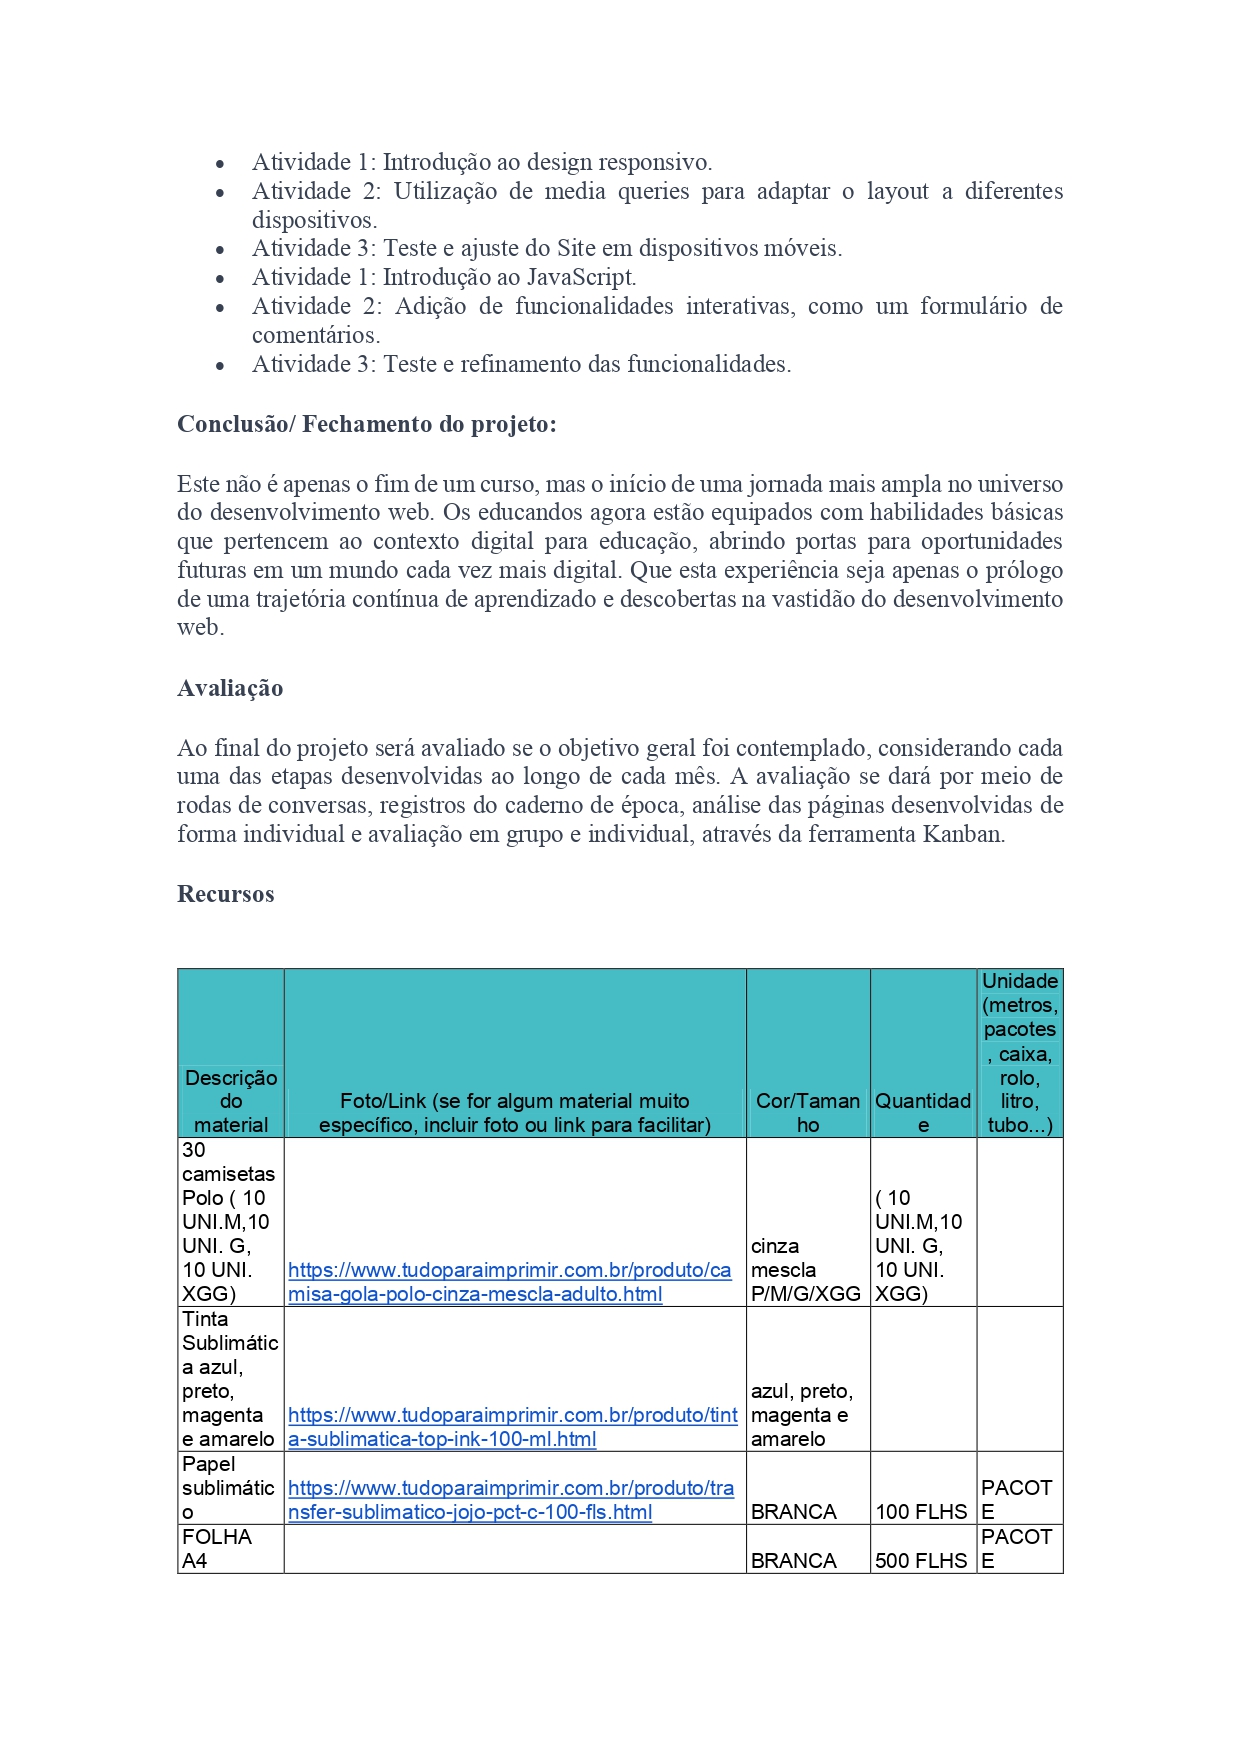 • Atividade 1: Introdução ao design responsivo.
• Atividade 2: Utilização de media queries para adaptar o layout a diferentes
dispositivos.
• Atividade 3: Teste e ajuste do Site em dispositivos móveis.
• Atividade 1: Introdução ao JavaScript.
• Atividade 2: Adição de funcionalidades interativas, como um formulário de
comentários.
• Atividade 3: Teste e refinamento das funcionalidades.
Conclusão/ Fechamento do projeto:
Este não é apenas o fim de um curso, mas o início de uma jornada mais ampla no universo
do desenvolvimento web. Os educandos agora estão equipados com habilidades básicas
que pertencem ao contexto digital para educação, abrindo portas para oportunidades
futuras em um mundo cada vez mais digital. Que esta experiência seja apenas o prólogo
de uma trajetória contínua de aprendizado e descobertas na vastidão do desenvolvimento
web.
Avaliação
Ao final do projeto será avaliado se o objetivo geral foi contemplado, considerando cada
uma das etapas desenvolvidas ao longo de cada mês. A avaliação se dará por meio de
rodas de conversas, registros do caderno de época, análise das páginas desenvolvidas de
forma individual e avaliação em grupo e individual, através da ferramenta Kanban.
Recursos
Descrição
do
material
Foto/Link (se for algum material muito
específico, incluir foto ou link para facilitar)
Cor/Taman
ho
Quantidad
e
Unidade
(metros,
pacotes
, caixa,
rolo,
litro,
tubo...)
30
camisetas
Polo ( 10
UNI.M,10
UNI. G,
10 UNI.
XGG)
https://www.tudoparaimprimir.com.br/produto/ca
misa-gola-polo-cinza-mescla-adulto.html
cinza
mescla
P/M/G/XGG
( 10
UNI.M,10
UNI. G,
10 UNI.
XGG)
Tinta
Sublimátic
a azul,
preto,
magenta
e amarelo
https://www.tudoparaimprimir.com.br/produto/tint
a-sublimatica-top-ink-100-ml.html
azul, preto,
magenta e
amarelo
Papel
sublimátic
o
https://www.tudoparaimprimir.com.br/produto/tra
nsfer-sublimatico-jojo-pct-c-100-fls.html
BRANCA
100 FLHS
PACOT
E
FOLHA
A4
BRANCA
500 FLHS
PACOT
E